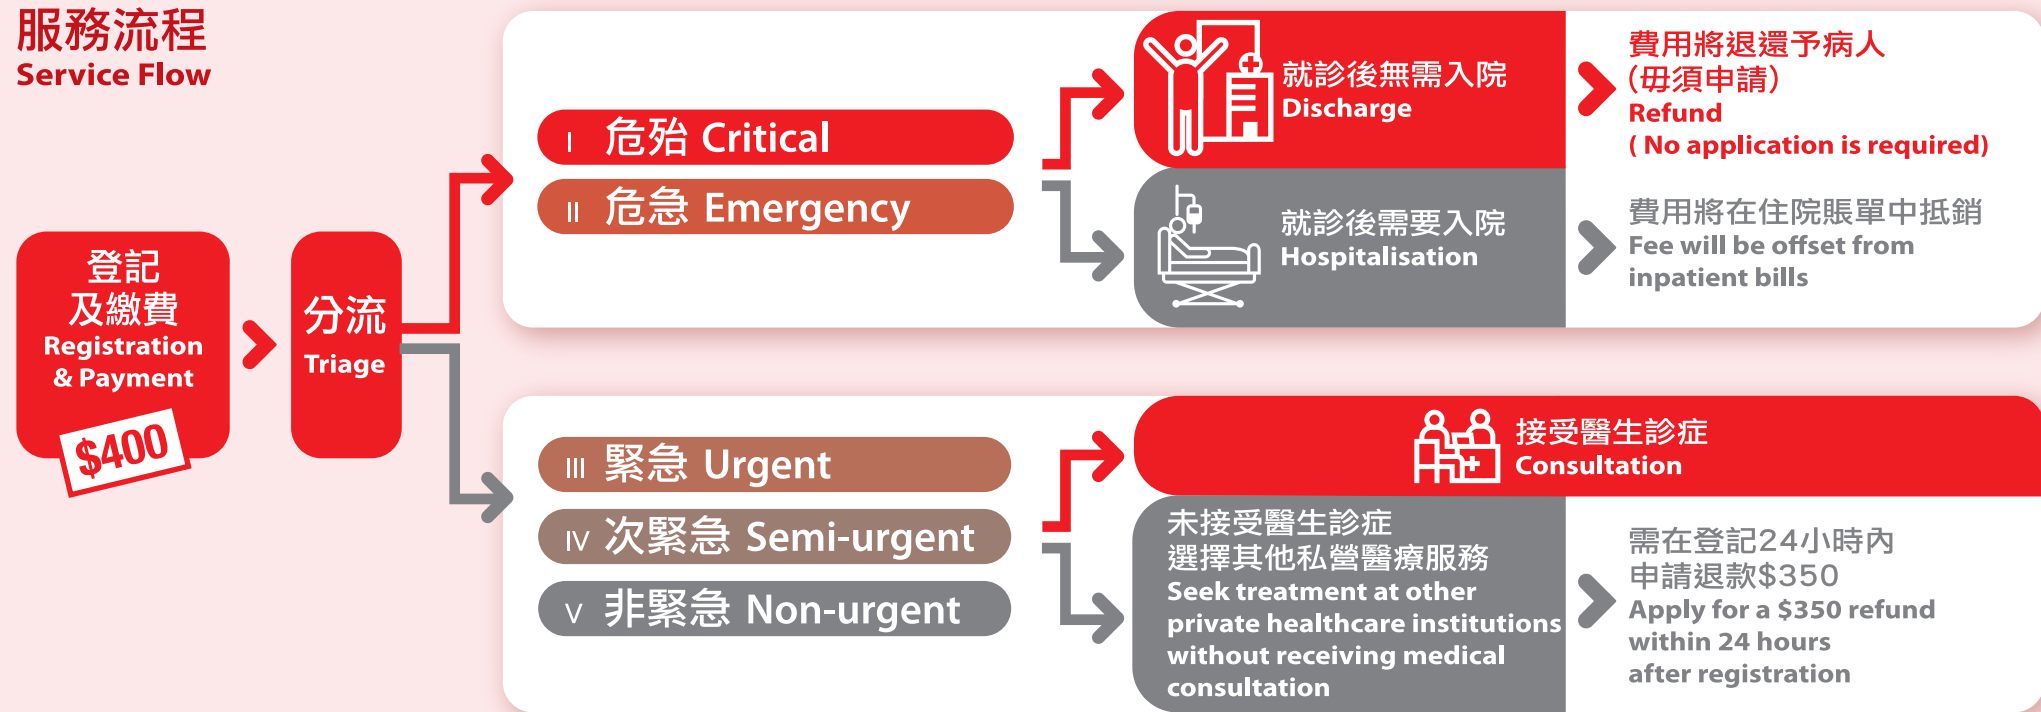 服務流程
Service Flow
登記
及繳費
Registration
& Payment
$400
分流
Triage
I 危殆 Critical
II 危急 Emergency
就診後無需入院
Discharge
費用將退還予病人
(毋須申請)
Refund
( No application is required)
就診後需要入院
Hospitalisation
費用將在住院賬單中抵銷
Fee will be offset from
inpatient bills
III 緊急 Urgent
IV 次緊急 Semi-urgent
V 非緊急 Non-urgent
接受醫生診症
Consultation
未接受醫生診症
選擇其他私營醫療服務
Seek treatment at other
private healthcare institutions
without receiving medical
consultation
需在登記24小時內
申請退款$350
Apply for a $350 refund
within 24 hours
after registration